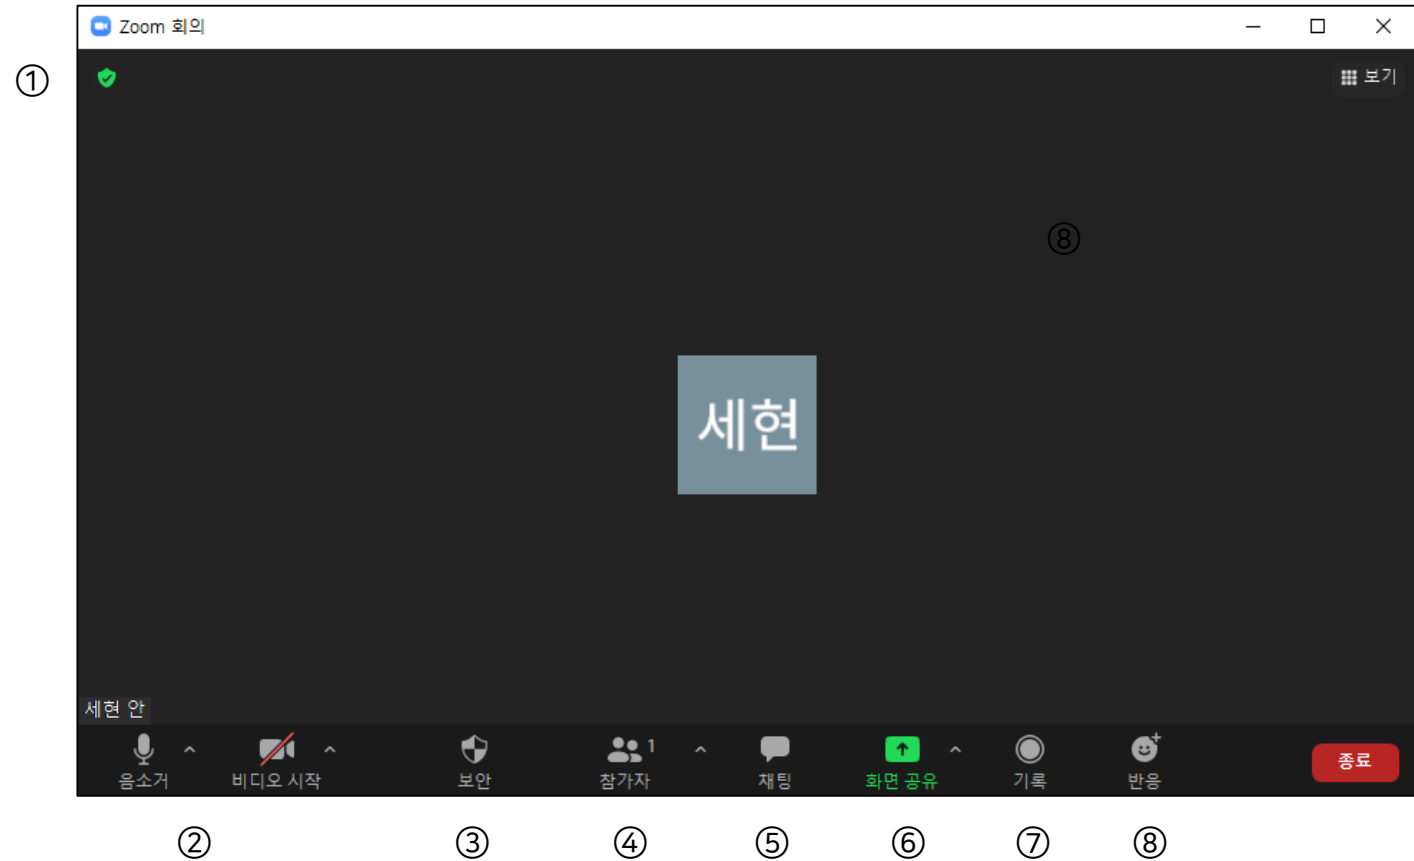 Zoom 회의
①
보기
⑧
세현
세현 안
음소거 비디오 시작 보안 1 참가자 채팅 화면 공유 기록 반응 종료
② ③ ④ ⑤ ⑥ ⑦ ⑧